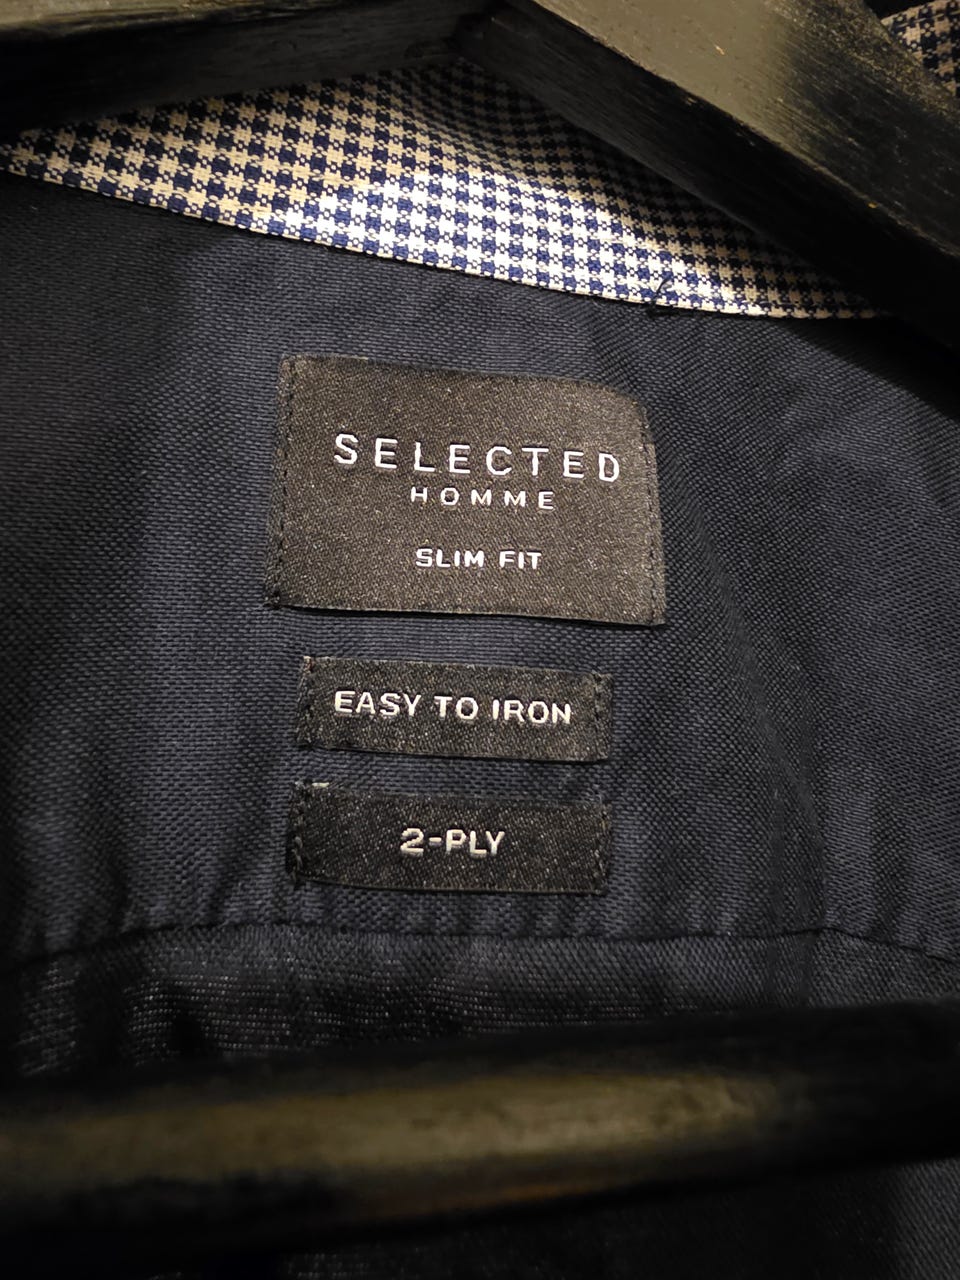 SELECTED
HOMME
SLIM FIT
EASY TO IRON
2-PLY